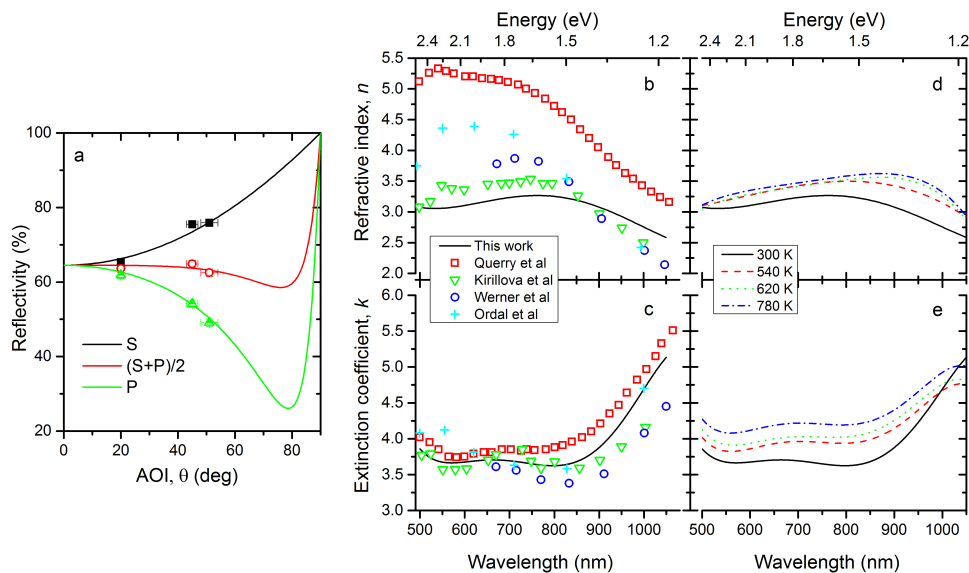 a
100
80
60
40
20
Reflectivity (%)
S
(S+P)/2
P
0 20 40 60 80
AOI, θ (deg)
Energy (eV)
2.4 2.1 1.8 1.5 1.2
b
5.5
5.0
4.5
4.0
3.5
3.0
2.5
2.0
Refractive index, n
This work
Querry et al
Kirillova et al
Werner et al
Ordal et al
c
6.0
5.5
5.0
4.5
4.0
3.5
3.0
Extinction coefficient, k
500 600 700 800 900 1000
Wavelength (nm)
Energy (eV)
2.4 2.1 1.8 1.5 1.2
d
300 K
540 K
620 K
780 K
e
500 600 700 800 900 1000
Wavelength (nm)